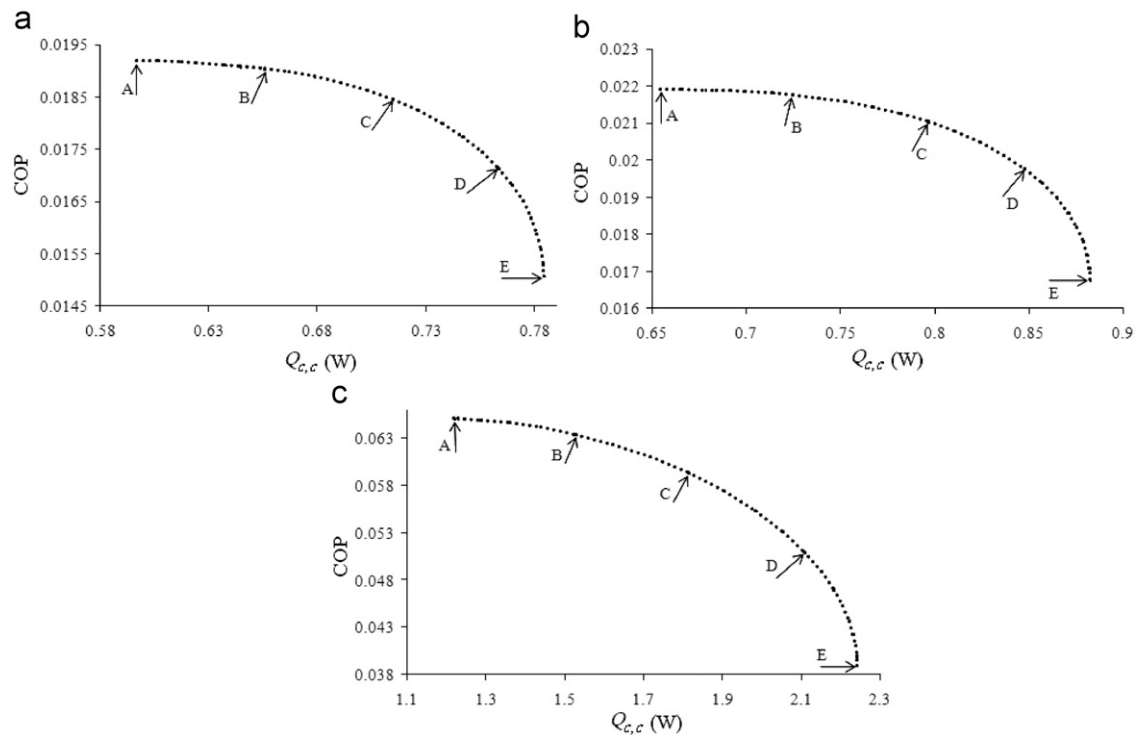 a
0.0195
0.0185
0.0175
0.0165
0.0155
0.0145
COP
A
B
C
D
E
0.58
0.63
0.68
0.73
0.78
Q_{c,c} (W)
b
0.023
0.022
0.021
0.02
0.019
0.018
0.017
0.016
COP
A
B
C
D
E
0.65
0.7
0.75
0.8
0.85
0.9
Q_{c,c} (W)
c
0.063
0.058
0.053
0.048
0.043
0.038
COP
A
B
C
D
E
1.1
1.3
1.5
1.7
1.9
2.1
2.3
Q_{c,c} (W)